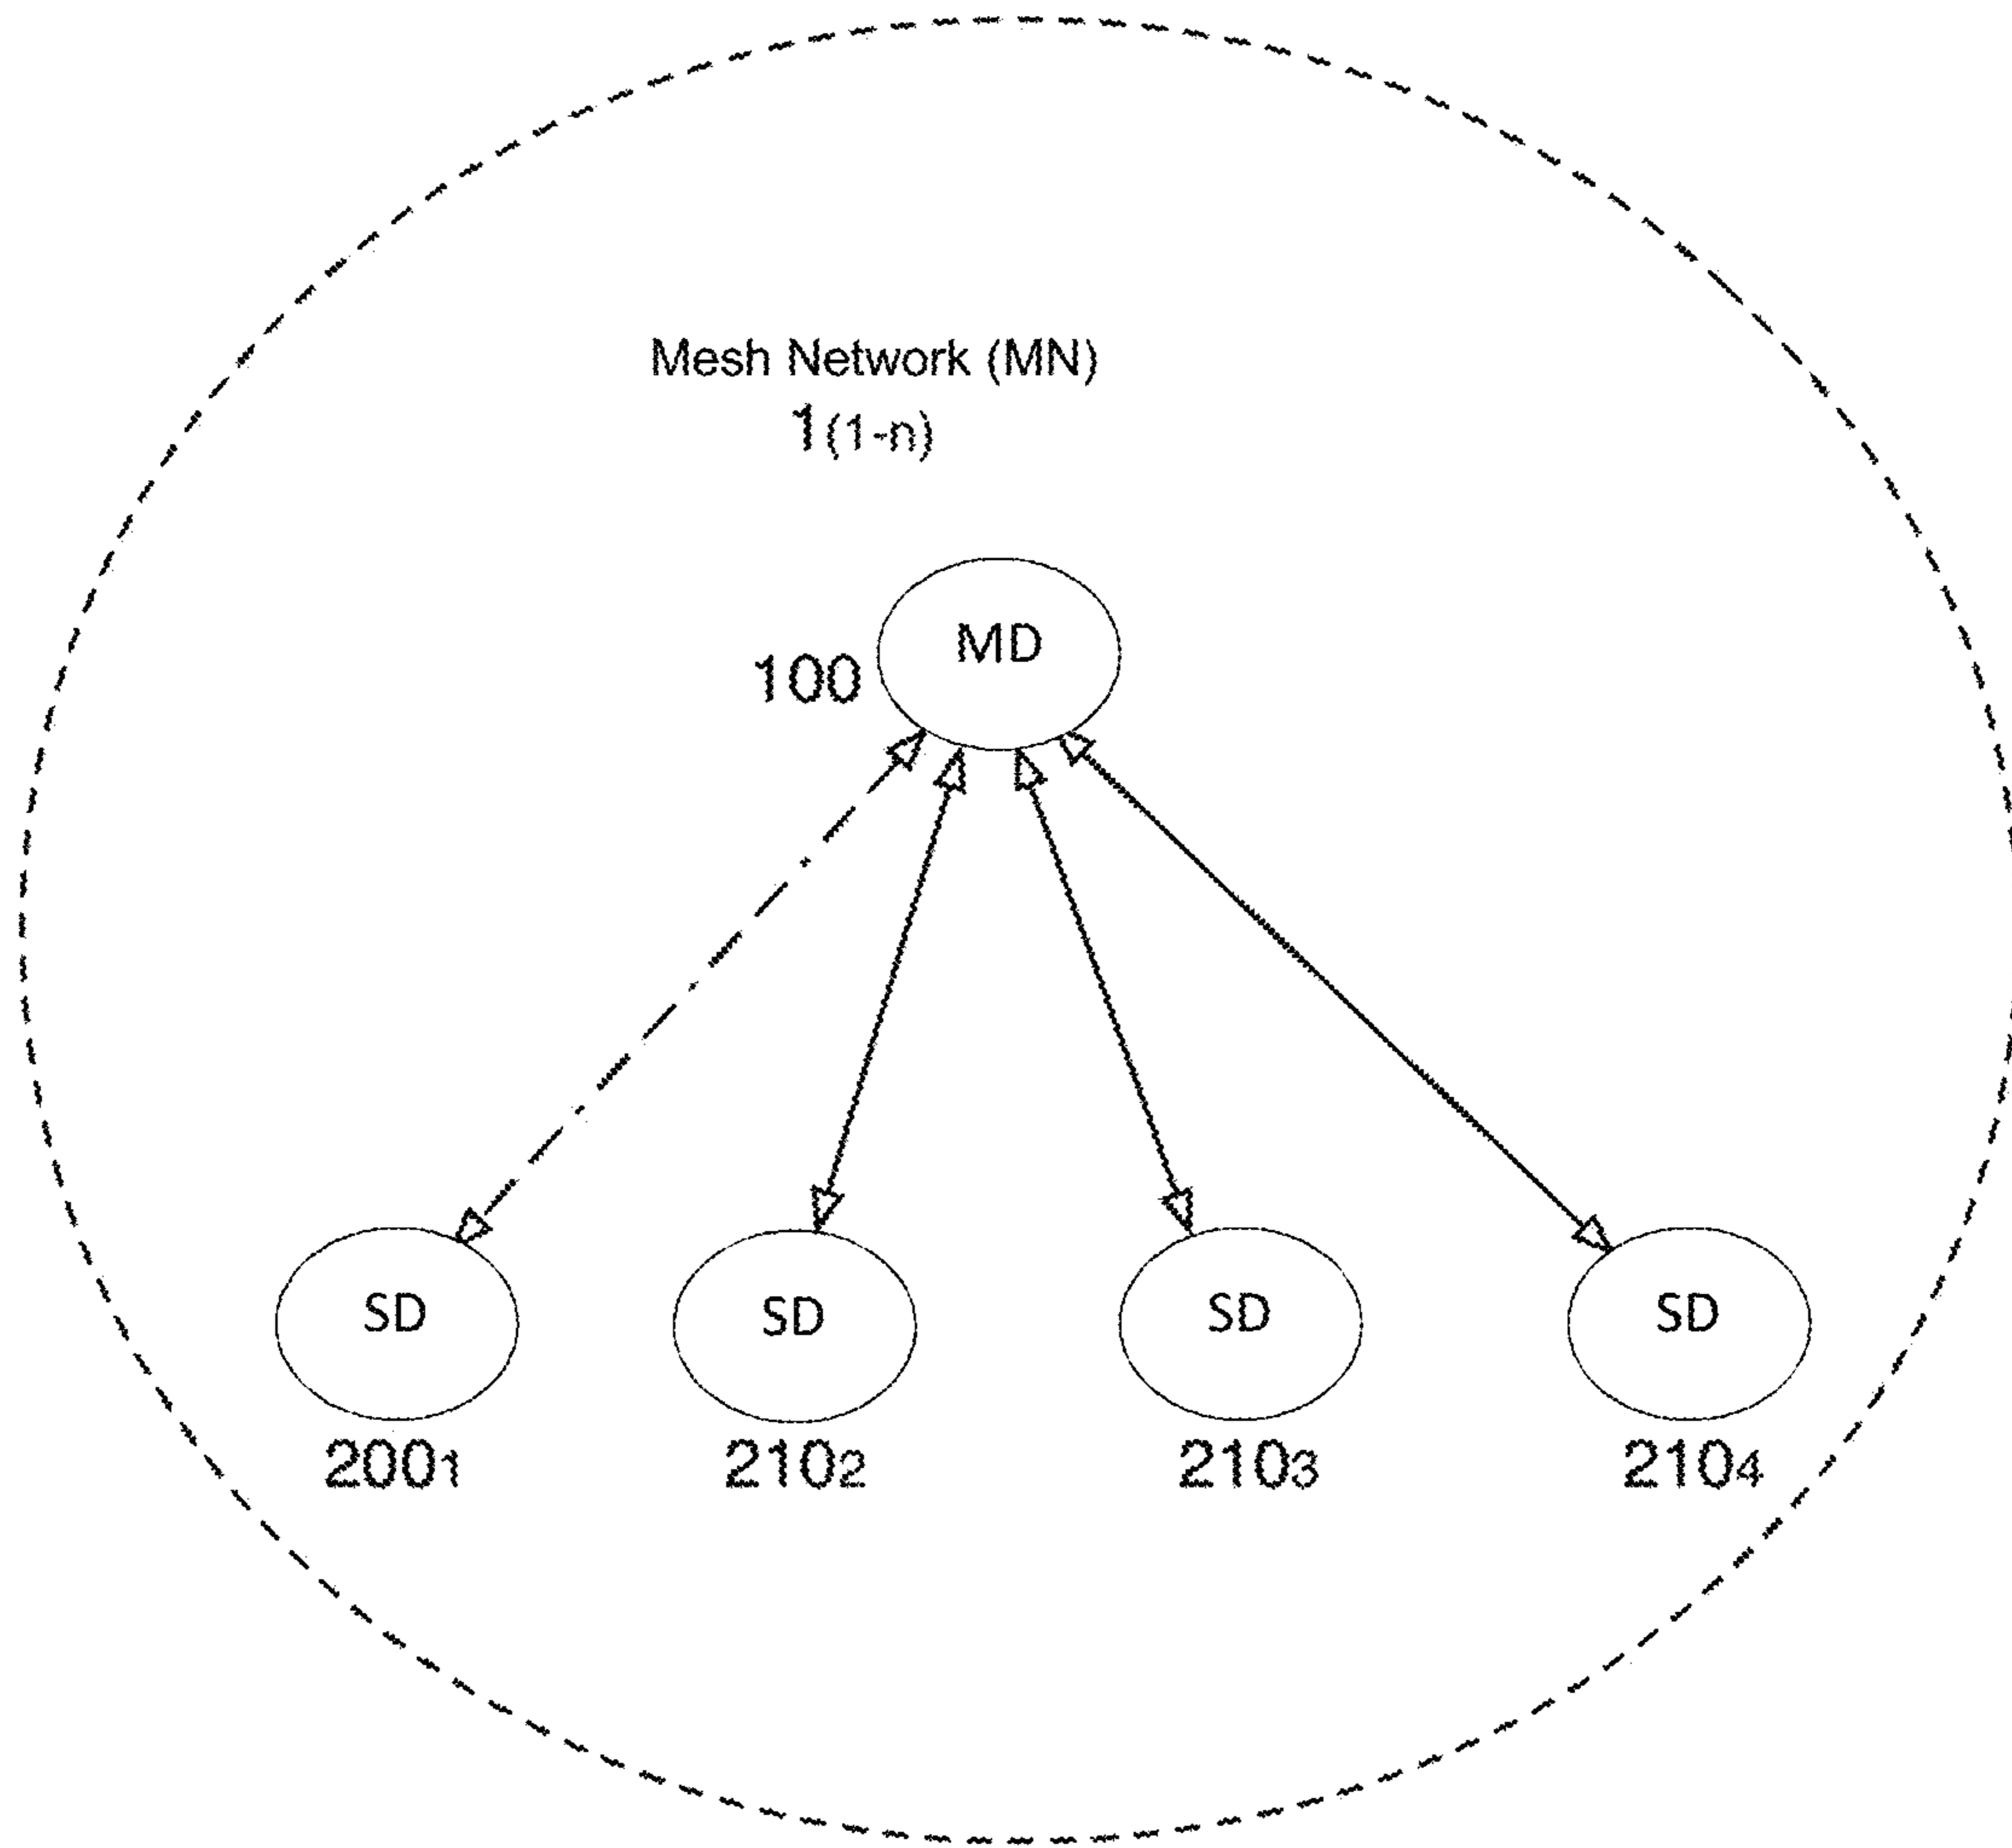 Mesh Network (MN)
1(1-n)
MD
100
SD SD SD SD
2001 2102 2103 2104